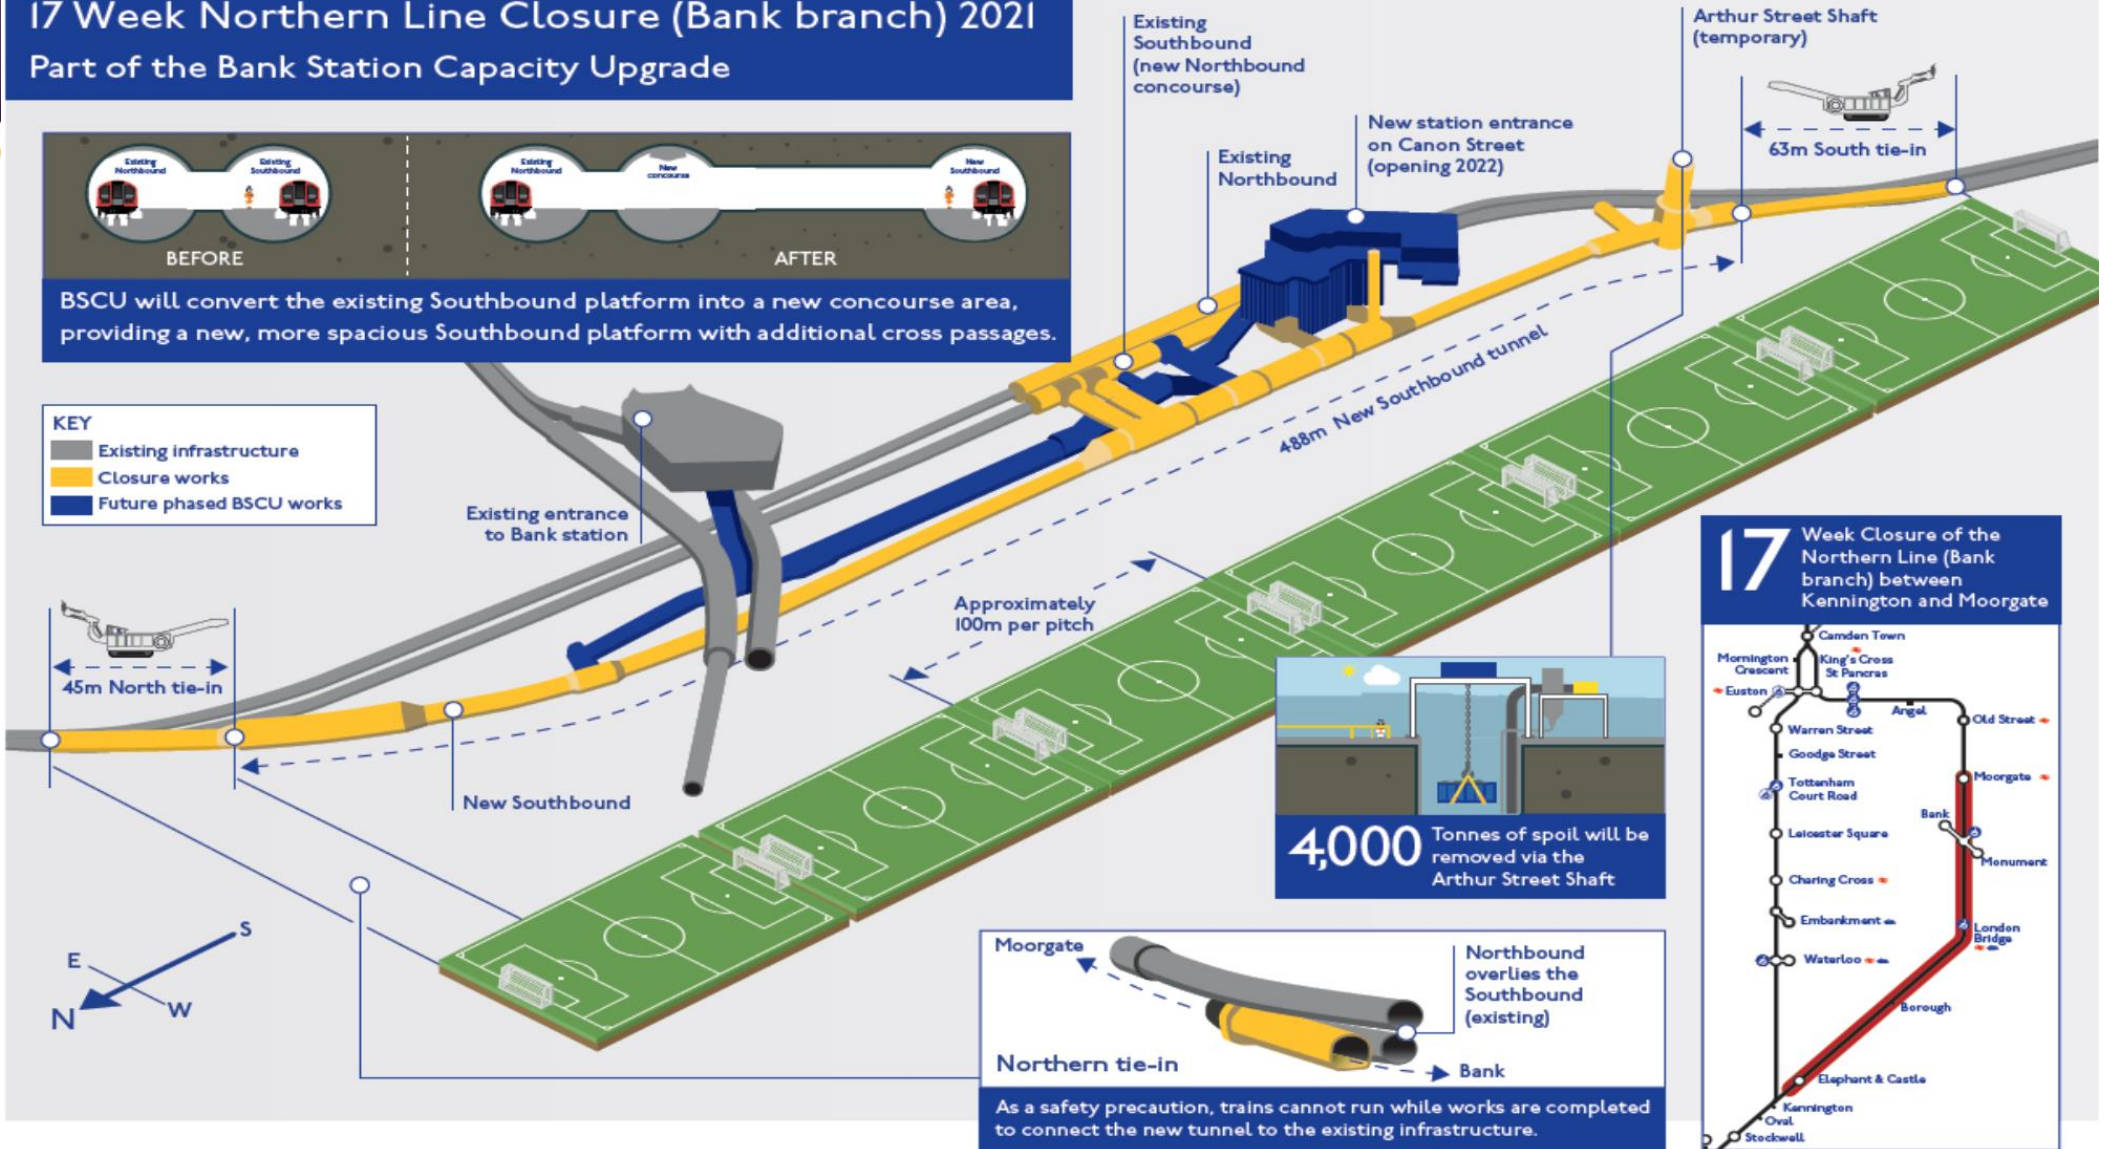 17 Week Northern Line Closure (Bank branch) 2021
Part of the Bank Station Capacity Upgrade
Existing
Northbound
Existing
Southbound
BEFORE
Existing
Northbound
New
concourse
New
Southbound
AFTER
BSCU will convert the existing Southbound platform into a new concourse area,
providing a new, more spacious Southbound platform with additional cross passages.
KEY
Existing infrastructure
Closure works
Future phased BSCU works
Existing
Southbound
(new Northbound
concourse)
Existing
Northbound
New station entrance
on Canon Street
(opening 2022)
Arthur Street Shaft
(temporary)
63m South tie-in
488m New Southbound tunnel
Existing entrance
to Bank station
Approximately
100m per pitch
45m North tie-in
New Southbound
S
E
W
N
4,000
Tonnes of spoil will be
removed via the
Arthur Street Shaft
Moorgate
Northbound
overlies the
Southbound
(existing)
Northern tie-in
Bank
As a safety precaution, trains cannot run while works are completed
to connect the new tunnel to the existing infrastructure.
17
Week Closure of the
Northern Line (Bank
branch) between
Kennington and Moorgate
Camden Town
Mornington
Crescent
King's Cross
St Pancras
Euston
Angel
Old Street
Warren Street
Goodge Street
Moorgate
Tottenham
Court Road
Bank
Leicester Square
Monument
Charing Cross
Embankment
London
Bridge
Waterloo
Borough
Elephant & Castle
Kennington
Oval
Stockwell